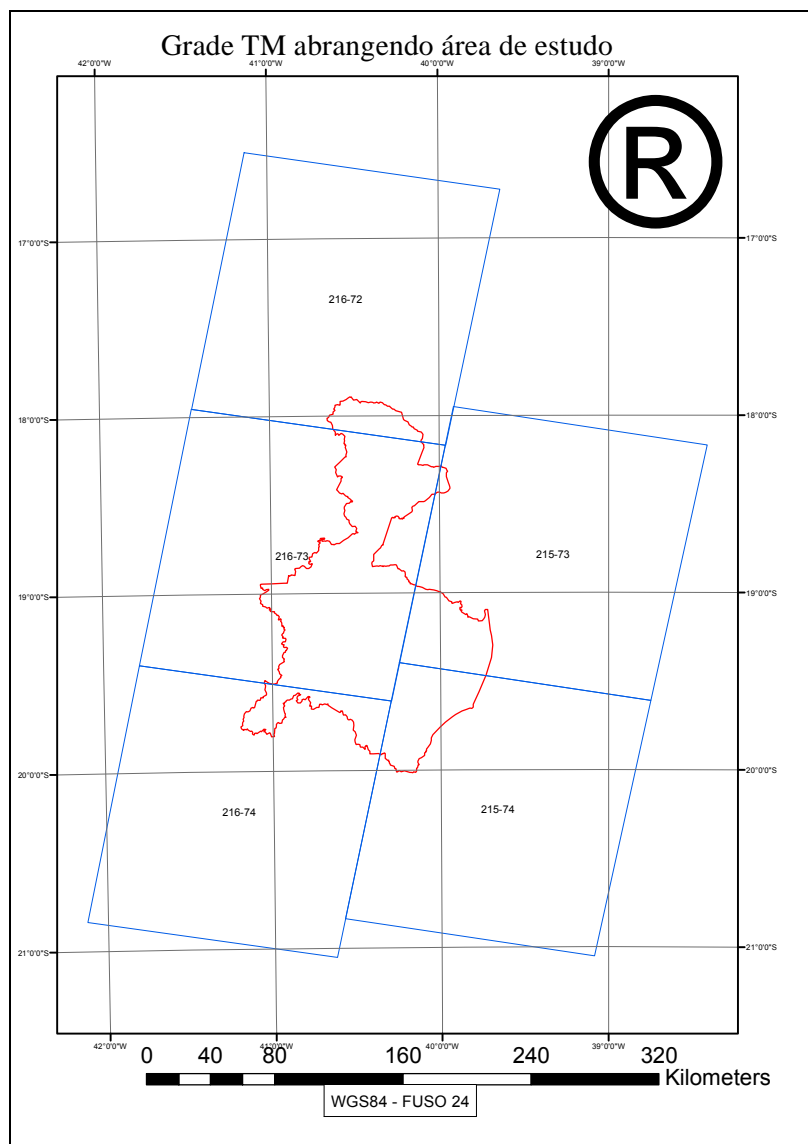 Grade TM abrangendo área de estudo
42°0'0"W 41°0'0"W 40°0'0"W 39°0'0"W
®
17°0'0"S 17°0'0"S
216-72
18°0'0"S 18°0'0"S
216-73 215-73
19°0'0"S 19°0'0"S
20°0'0"S 20°0'0"S
216-74 215-74
21°0'0"S 21°0'0"S
42°0'0"W 41°0'0"W 40°0'0"W 39°0'0"W
0 40 80 160 240 320
Kilometers
WGS84 - FUSO 24